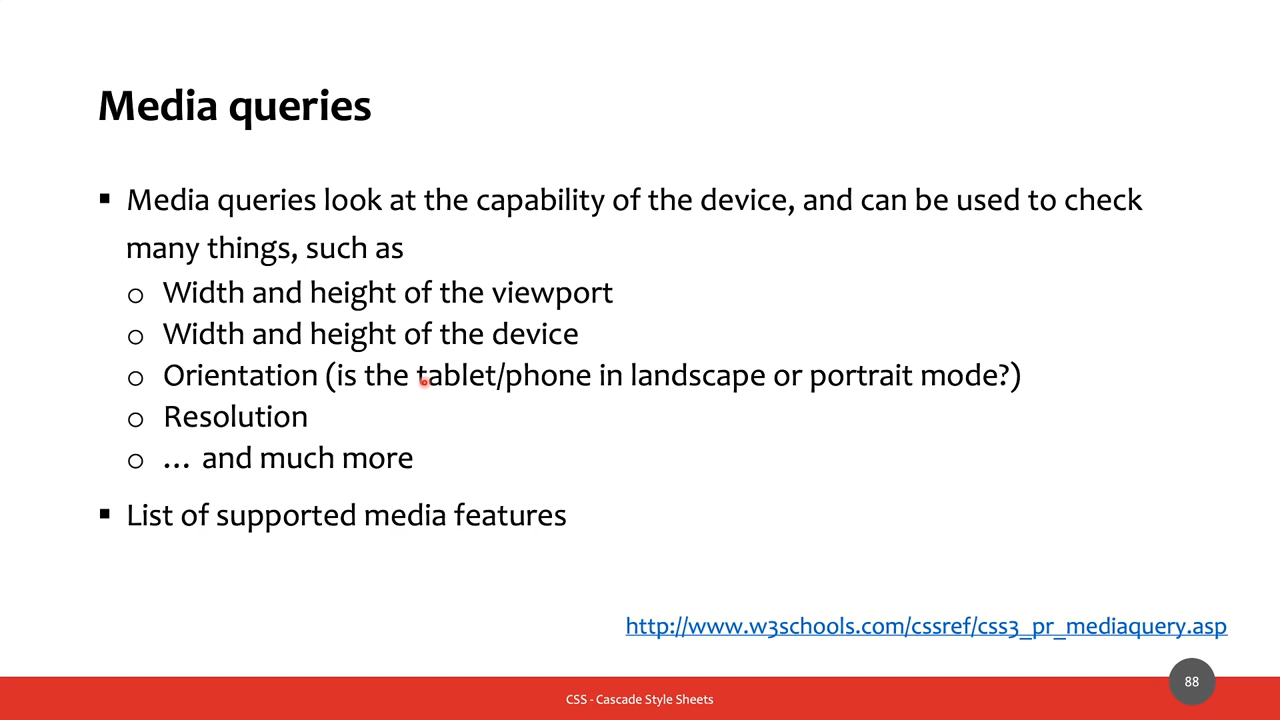 Media queries
▪ Media queries look at the capability of the device, and can be used to check
many things, such as
o Width and height of the viewport
o Width and height of the device
o Orientation (is the tablet/phone in landscape or portrait mode?)
o Resolution
o … and much more
▪ List of supported media features
http://www.w3schools.com/cssref/css3_pr_mediaquery.asp
88
CSS - Cascade Style Sheets